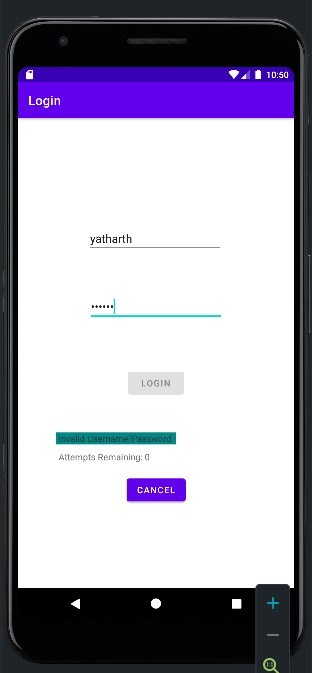 10:50
Login
yatharth
••••••
LOGIN
Invalid Username/Password
Attempts Remaining: 0
CANCEL